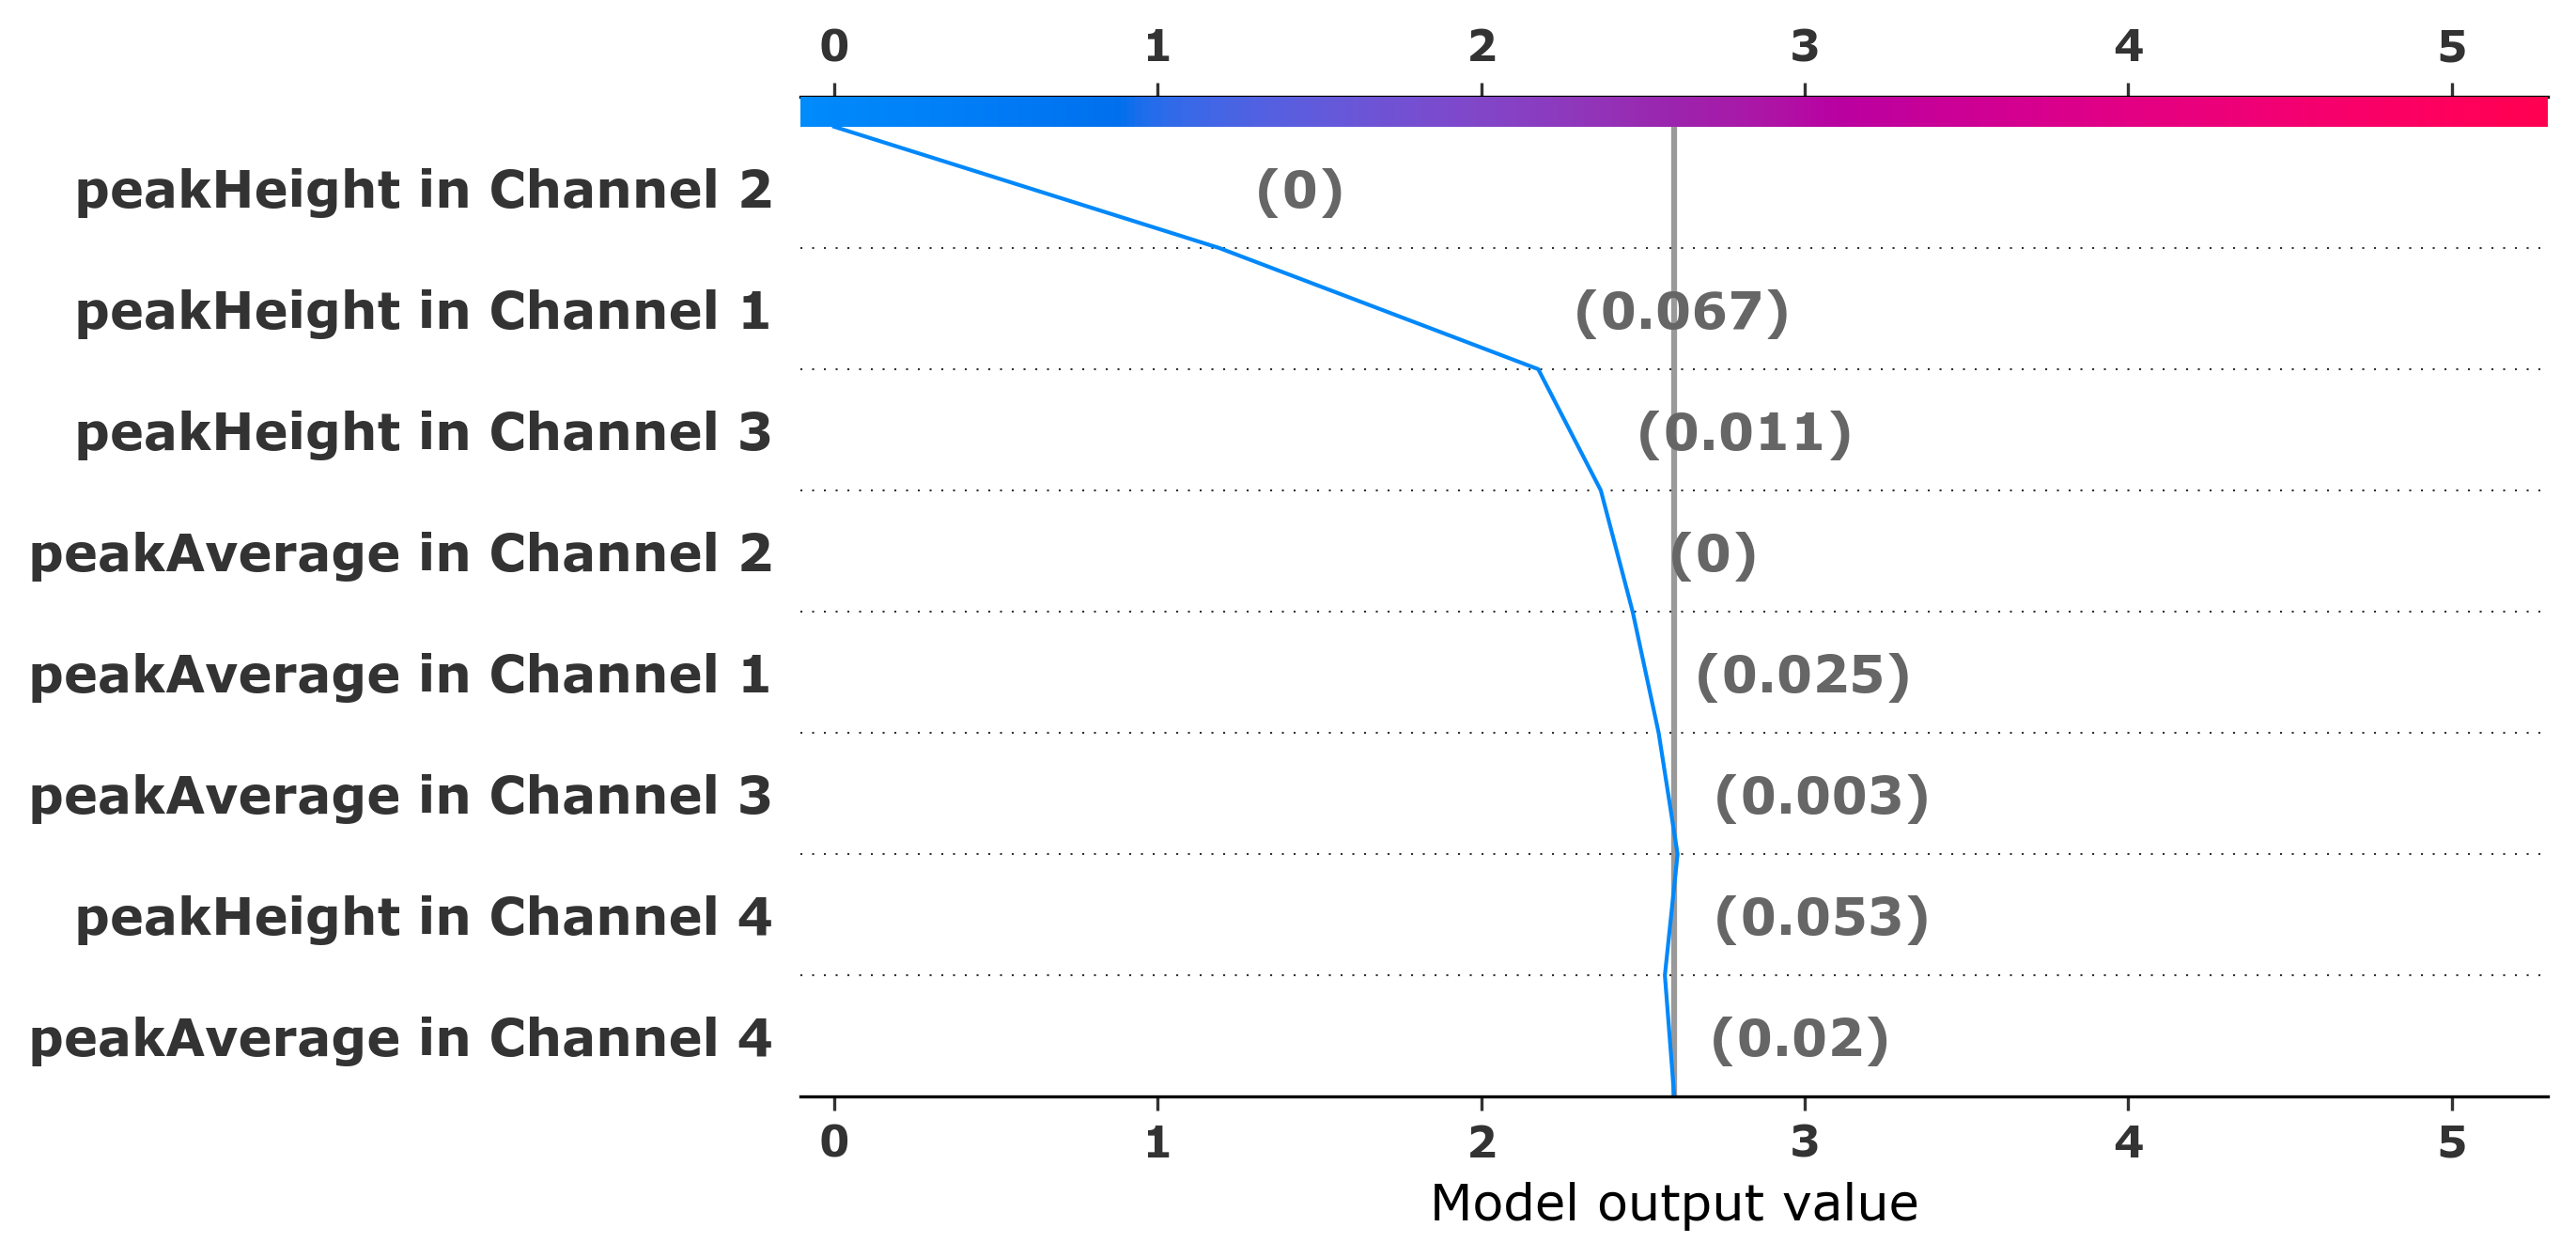 0 1 2 3 4 5
peakHeight in Channel 2 (0)
peakHeight in Channel 1 (0.067)
peakHeight in Channel 3 (0.011)
peakAverage in Channel 2 (0)
peakAverage in Channel 1 (0.025)
peakAverage in Channel 3 (0.003)
peakHeight in Channel 4 (0.053)
peakAverage in Channel 4 (0.02)
0 1 2 3 4 5
Model output value